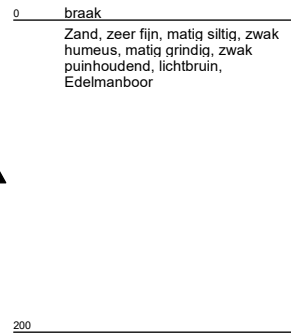 0 braak
Zand, zeer fijn, matig siltig, zwak
humeus, matig grindig, zwak
puinhoudend, lichtbruin,
Edelmanboor
200